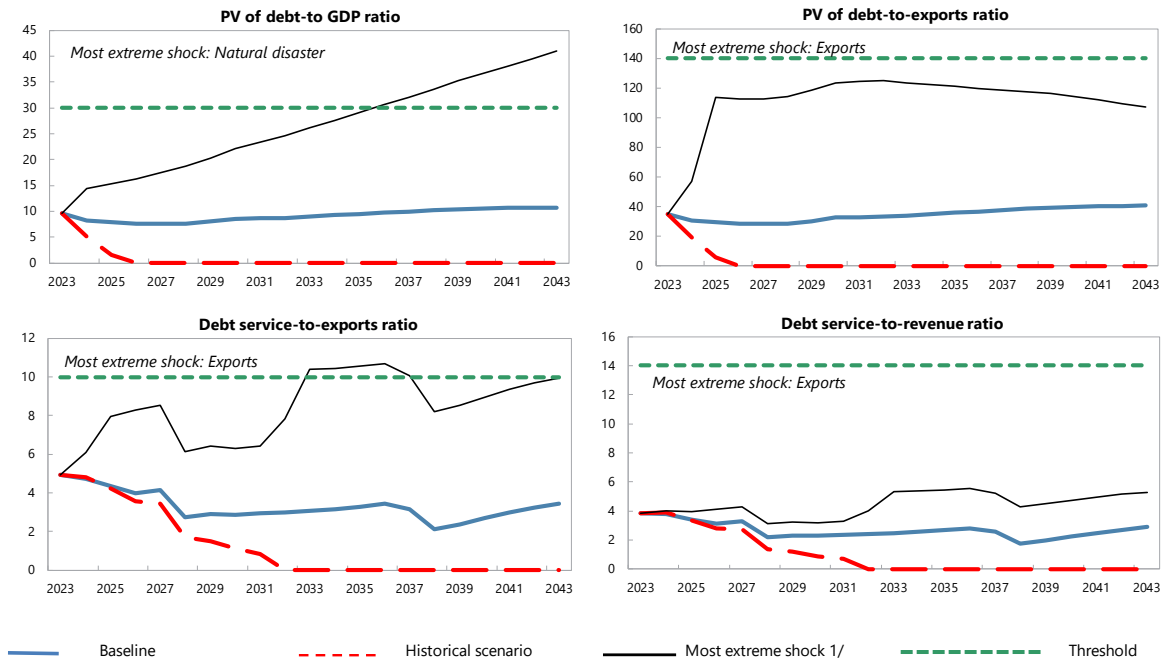 PV of debt-to GDP ratio
Most extreme shock: Natural disaster
45
40
35
30
25
20
15
10
5
0
2023 2025 2027 2029 2031 2033 2035 2037 2039 2041 2043
PV of debt-to-exports ratio
Most extreme shock: Exports
160
140
120
100
80
60
40
20
0
2023 2025 2027 2029 2031 2033 2035 2037 2039 2041 2043
Debt service-to-exports ratio
Most extreme shock: Exports
12
10
8
6
4
2
0
2023 2025 2027 2029 2031 2033 2035 2037 2039 2041 2043
Debt service-to-revenue ratio
Most extreme shock: Exports
16
14
12
10
8
6
4
2
0
2023 2025 2027 2029 2031 2033 2035 2037 2039 2041 2043
Baseline Historical scenario Most extreme shock 1/ Threshold